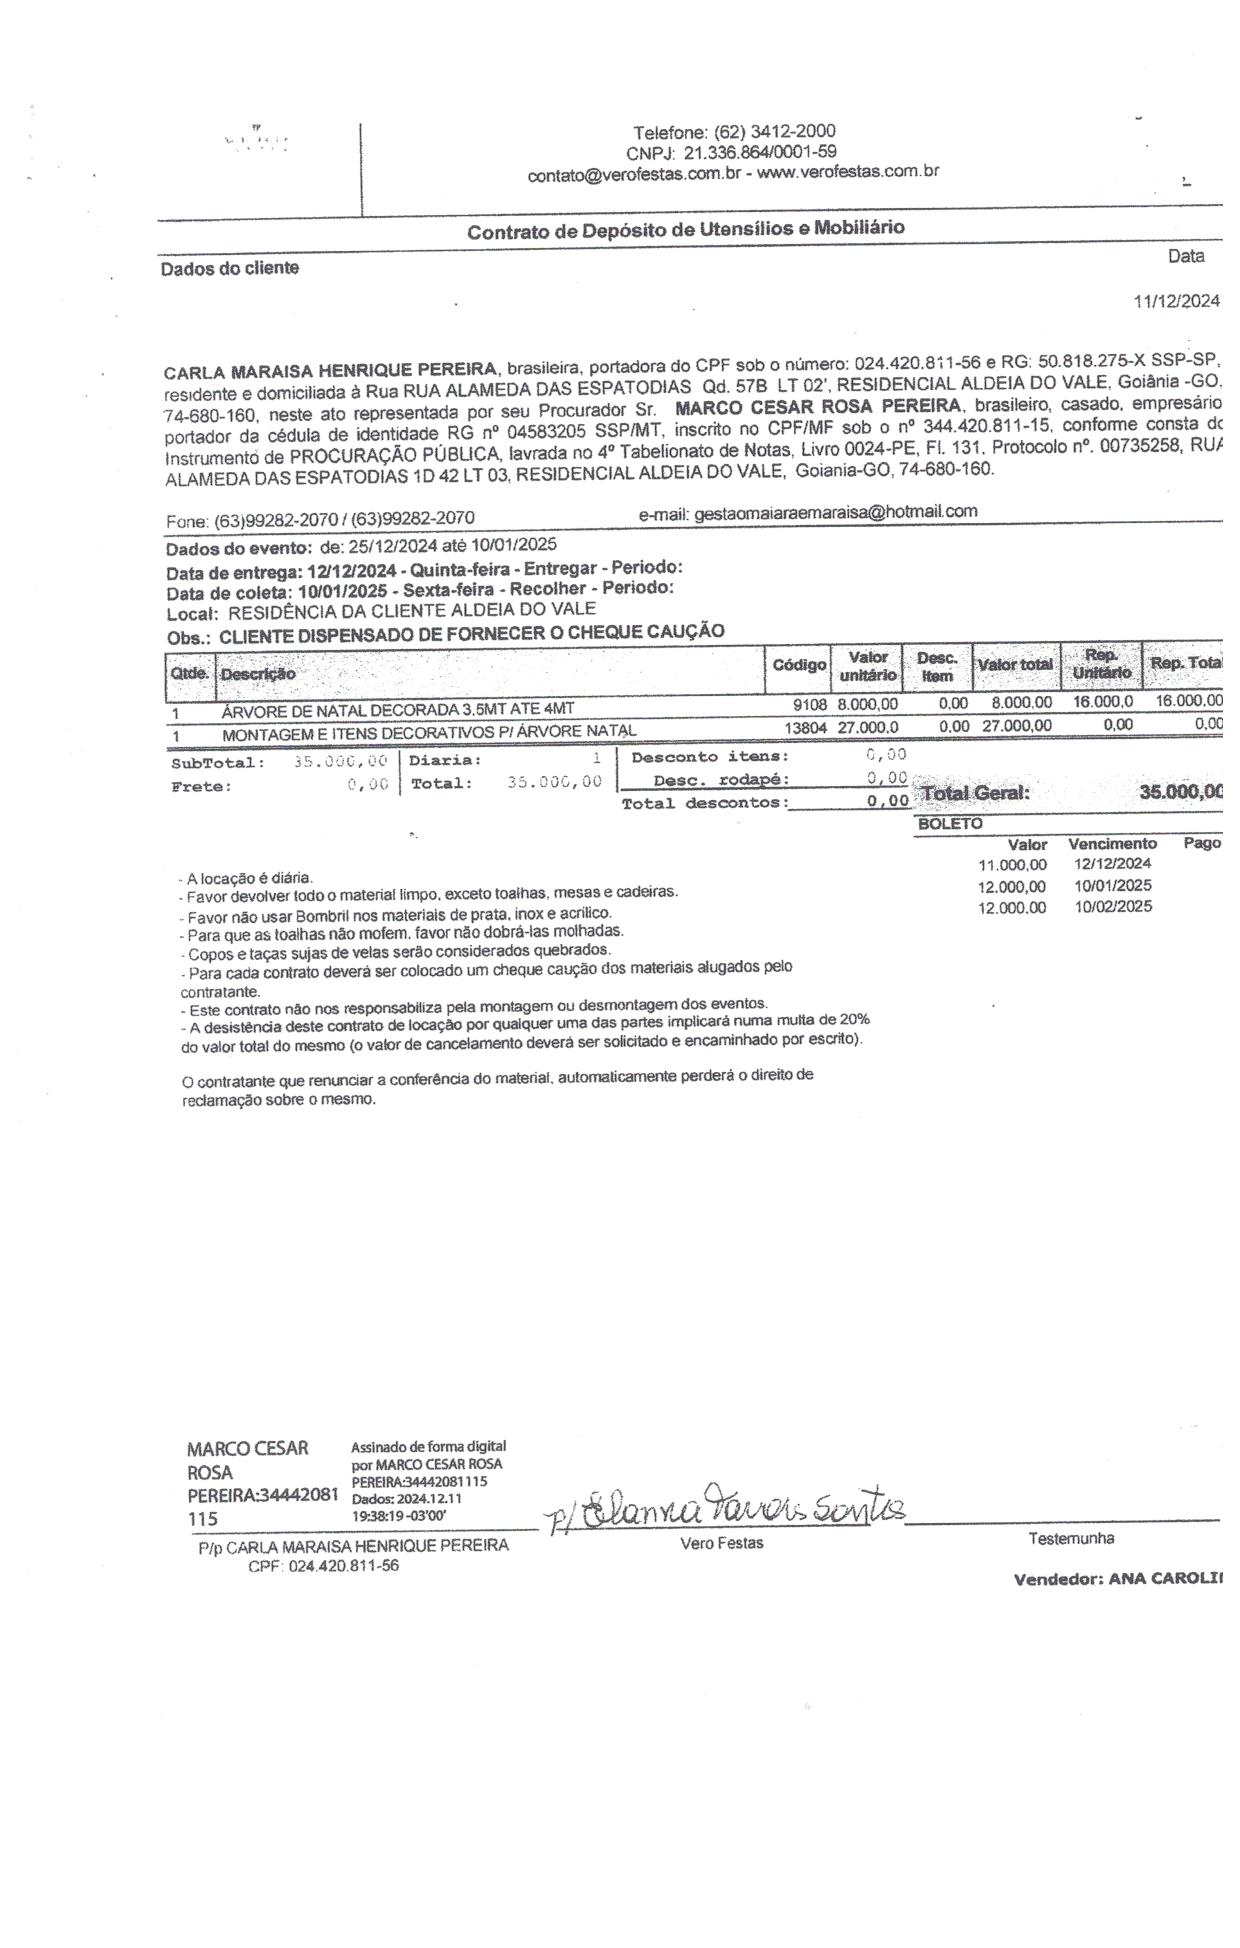 Telefone: (62) 3412-2000
CNPJ: 21.336.864/0001-59
contato@verofestas.com.br - www.verofestas.com.br
Contrato de Depósito de Utensílios e Mobiliário
Dados do cliente
Data
11/12/2024
CARLA MARAISA HENRIQUE PEREIRA, brasileira, portadora do CPF sob o número: 024.420.811-56 e RG: 50.818.275-X SSP-SP,
residente e domiciliada à Rua RUA ALAMEDA DAS ESPATODIAS Qd. 57B LT 02', RESIDENCIAL ALDEIA DO VALE, Goiânia -GO,
74-680-160, neste ato representada por seu Procurador Sr. MARCO CESAR ROSA PEREIRA, brasileiro, casado, empresário
portador da cédula de identidade RG nº 04583205 SSP/MT, inscrito no CPF/MF sob o nº 344.420.811-15, conforme consta do
Instrumento de PROCURAÇÃO PÚBLICA, lavrada no 4º Tabelionato de Notas, Livro 0024-PE, Fl. 131, Protocolo nº. 00735258, RUA
ALAMEDA DAS ESPATODIAS 1D 42 LT 03, RESIDENCIAL ALDEIA DO VALE, Goiania-GO, 74-680-160.
Fone: (63)99282-2070 / (63)99282-2070 e-mail: gestaomaiaraemaraisa@hotmail.com
Dados do evento: de: 25/12/2024 até 10/01/2025
Data de entrega: 12/12/2024 - Quinta-feira - Entregar - Periodo:
Data de coleta: 10/01/2025 - Sexta-feira - Recolher - Periodo:
Local: RESIDÊNCIA DA CLIENTE ALDEIA DO VALE
Obs.: CLIENTE DISPENSADO DE FORNECER O CHEQUE CAUÇÃO
Qtde. Descrição Código Valor unitário Desc. Item Valor total Rep. Unitário Rep. Total
1 ÁRVORE DE NATAL DECORADA 3.5MT ATE 4MT 9108 8.000,00 0,00 8.000,00 16.000,0 16.000,00
1 MONTAGEM E ITENS DECORATIVOS P/ ÁRVORE NATAL 13804 27.000,0 0,00 27.000,00 0,00 0,00
SubTotal: 35.000,00 Diaria: 1 Desconto itens: 0,00
Frete: 0,00 Total: 35.000,00 Desc. rodapé: 0,00
Total descontos: 0,00 Total Geral: 35.000,00
BOLETO
Valor Vencimento Pago
11.000,00 12/12/2024
12.000,00 10/01/2025
12.000,00 10/02/2025
- A locação é diária.
- Favor devolver todo o material limpo, exceto toalhas, mesas e cadeiras.
- Favor não usar Bombril nos materiais de prata, inox e acrílico.
- Para que as toalhas não mofem, favor não dobrá-las molhadas.
- Copos e taças sujas de velas serão considerados quebrados.
- Para cada contrato deverá ser colocado um cheque caução dos materiais alugados pelo
contratante.
- Este contrato não nos responsabiliza pela montagem ou desmontagem dos eventos.
- A desistência deste contrato de locação por qualquer uma das partes implicará numa multa de 20%
do valor total do mesmo (o valor de cancelamento deverá ser solicitado e encaminhado por escrito).
O contratante que renunciar a conferência do material, automaticamente perderá o direito de
reclamação sobre o mesmo.
MARCO CESAR
ROSA
PEREIRA:34442081
115
Assinado de forma digital
por MARCO CESAR ROSA
PEREIRA:34442081115
Dados: 2024.12.11
19:38:19 -03'00'
P/p CARLA MARAISA HENRIQUE PEREIRA
CPF: 024.420.811-56
p/ Santos
Vero Festas
Testemunha
Vendedor: ANA CAROLI